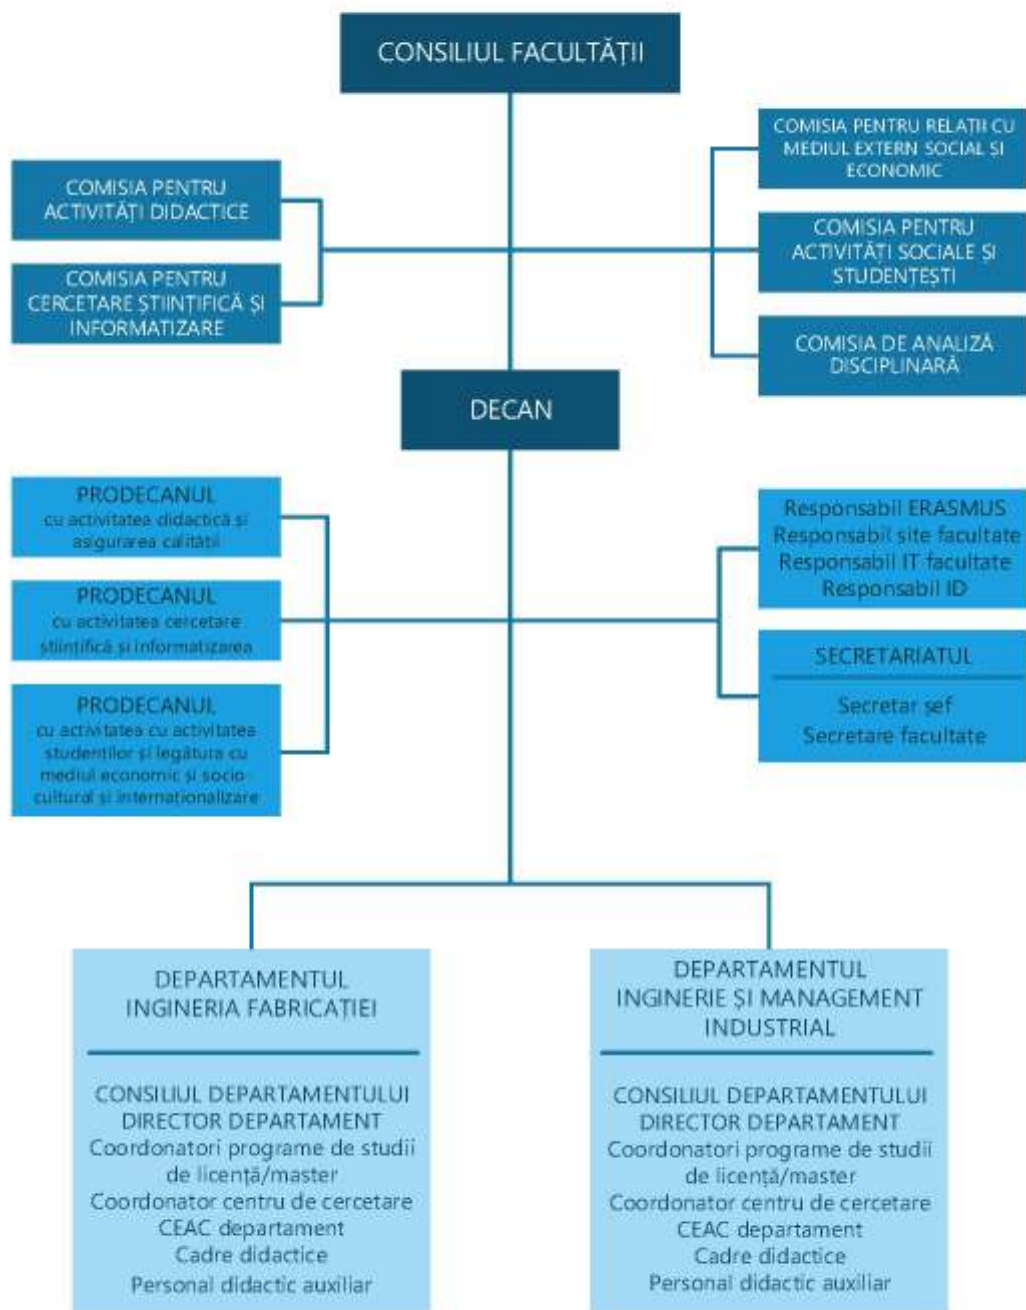 CONSILIUL FACULTĂȚII
COMISIA PENTRU
ACTIVITĂȚI DIDACTICE
COMISIA PENTRU
CERCETARE ȘTIINȚIFICĂ ȘI
INFORMATIZARE
COMISIA PENTRU RELAȚII CU
MEDIUL EXTERN SOCIAL ȘI
ECONOMIC
COMISIA PENTRU
ACTIVITĂȚI SOCIALE ȘI
STUDENȚEȘTI
COMISIA DE ANALIZĂ
DISCIPLINARĂ
DECAN
PRODECANUL
cu activitatea didactică și
asigurarea calității
PRODECANUL
cu activitatea cercetare
științifică și informatizarea
PRODECANUL
cu activitatea cu activitatea
studenților și legătura cu
mediul economic și socio-
cultural și internaționalizare
Responsabil ERASMUS
Responsabil site facultate
Responsabil IT facultate
Responsabil ID
SECRETARIATUL
Secretar șef
Secretare facultate
DEPARTAMENTUL
INGINERIA FABRICAȚIEI
CONSILIUL DEPARTAMENTULUI
DIRECTOR DEPARTAMENT
Coordonatori programe de studii
de licență/master
Coordonator centru de cercetare
CEAC departament
Cadre didactice
Personal didactic auxiliar
DEPARTAMENTUL
INGINERIE ȘI MANAGEMENT
INDUSTRIAL
CONSILIUL DEPARTAMENTULUI
DIRECTOR DEPARTAMENT
Coordonatori programe de studii
de licență/master
Coordonator centru de cercetare
CEAC departament
Cadre didactice
Personal didactic auxiliar